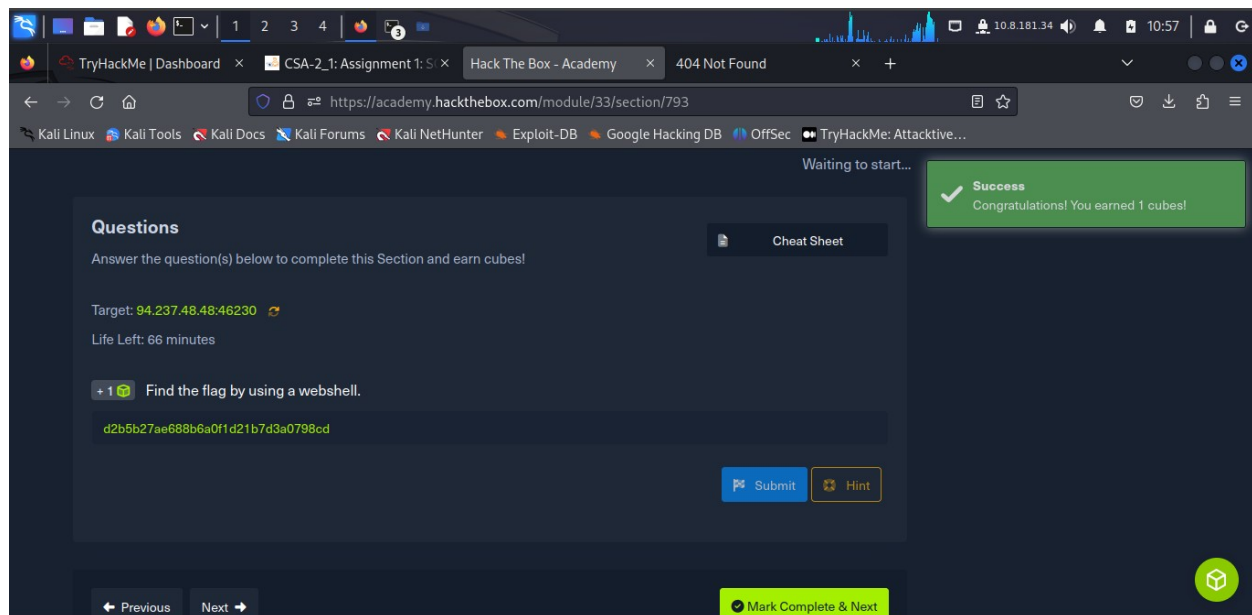 1 2 3 4 3 10.8.181.34 10:57
TryHackMe | Dashboard × CSA-2_1: Assignment 1: S × Hack The Box - Academy × 404 Not Found × +
https://academy.hackthebox.com/module/33/section/793
Kali Linux Kali Tools Kali Docs Kali Forums Kali NetHunter Exploit-DB Google Hacking DB OffSec TryHackMe: Attacktive...
Waiting to start...
Success
Congratulations! You earned 1 cubes!
Questions
Cheat Sheet
Answer the question(s) below to complete this Section and earn cubes!
Target: 94.237.48.48:46230
Life Left: 66 minutes
+ 1 Find the flag by using a webshell.
d2b5b27ae688b6a0f1d21b7d3a0798cd
Submit Hint
Previous Next Mark Complete & Next